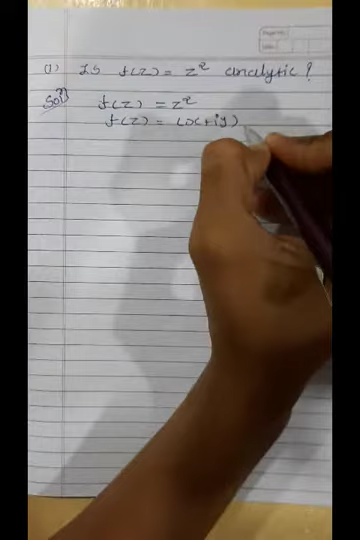 (1) IS f(z) = z² analytic ?
Sol:
f(z) = z²
f(z) = (x+iy)